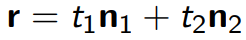 r = t₁n₁ + t₂n₂